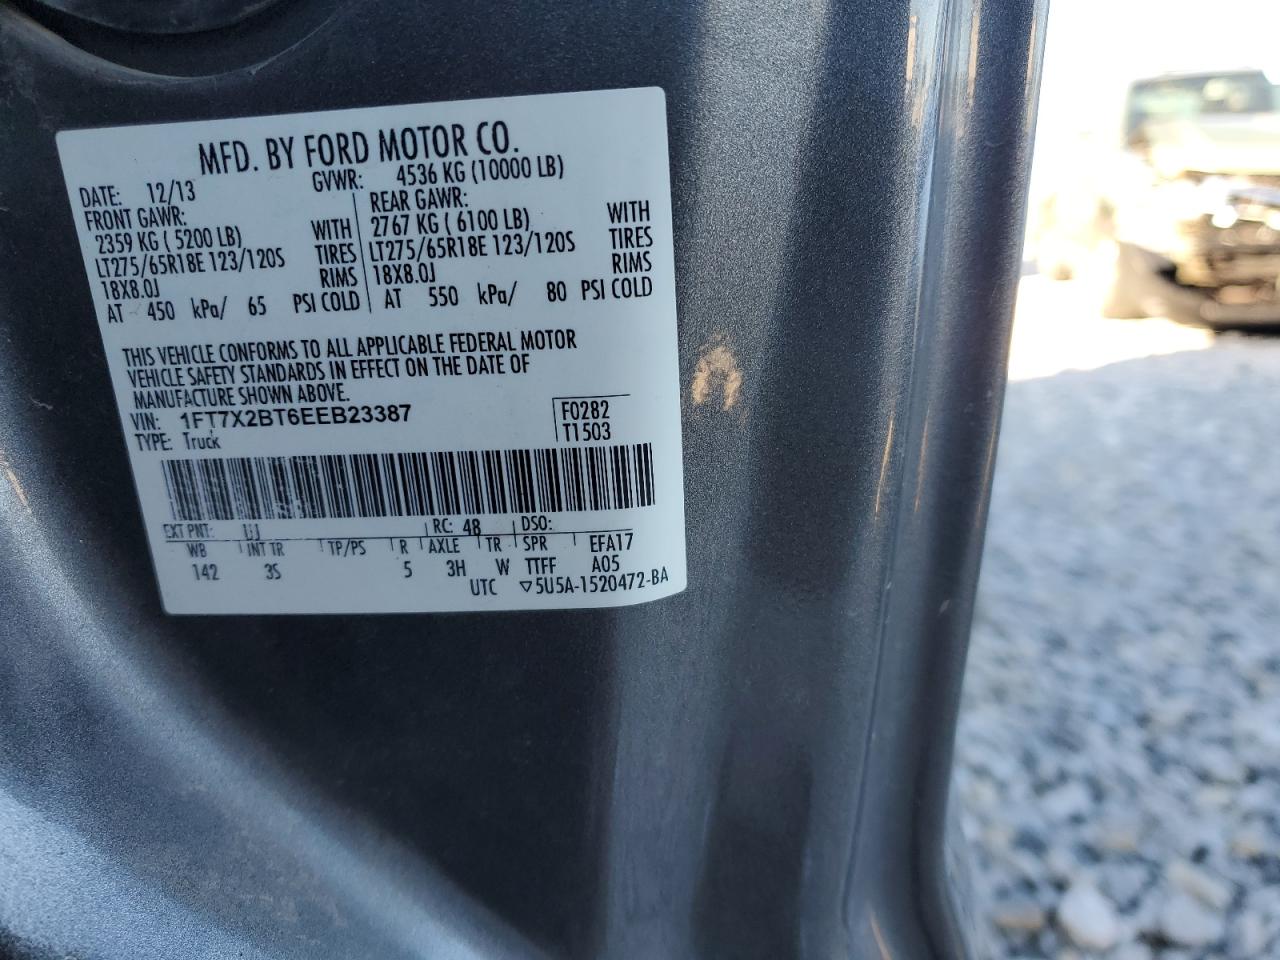 MFD. BY FORD MOTOR CO.
DATE: 12/13 GVWR: 4536 KG (10000 LB)
FRONT GAWR: REAR GAWR:
2359 KG ( 5200 LB) WITH 2767 KG ( 6100 LB) WITH
LT275/65R18E 123/120S TIRES LT275/65R18E 123/120S TIRES
18X8.0J RIMS 18X8.0J RIMS
AT 450 kPa/ 65 PSI COLD AT 550 kPa/ 80 PSI COLD
THIS VEHICLE CONFORMS TO ALL APPLICABLE FEDERAL MOTOR
VEHICLE SAFETY STANDARDS IN EFFECT ON THE DATE OF
MANUFACTURE SHOWN ABOVE.
VIN: 1FT7X2BT6EEB23387 F0282
TYPE: Truck T1503
EXT PNT: UJ RC: 48 DSO:
WB INT TR TP/PS R AXLE TR SPR EFA17
142 3S 5 3H W TTFF A05
UTC ▽5U5A-1520472-BA